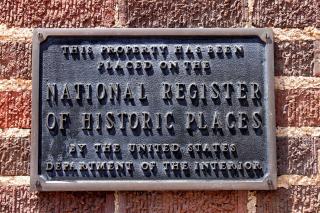 THIS PROPERTY HAS BEEN
PLACED ON THE
NATIONAL REGISTER
OF HISTORIC PLACES
BY THE UNITED STATES
DEPARTMENT OF THE INTERIOR